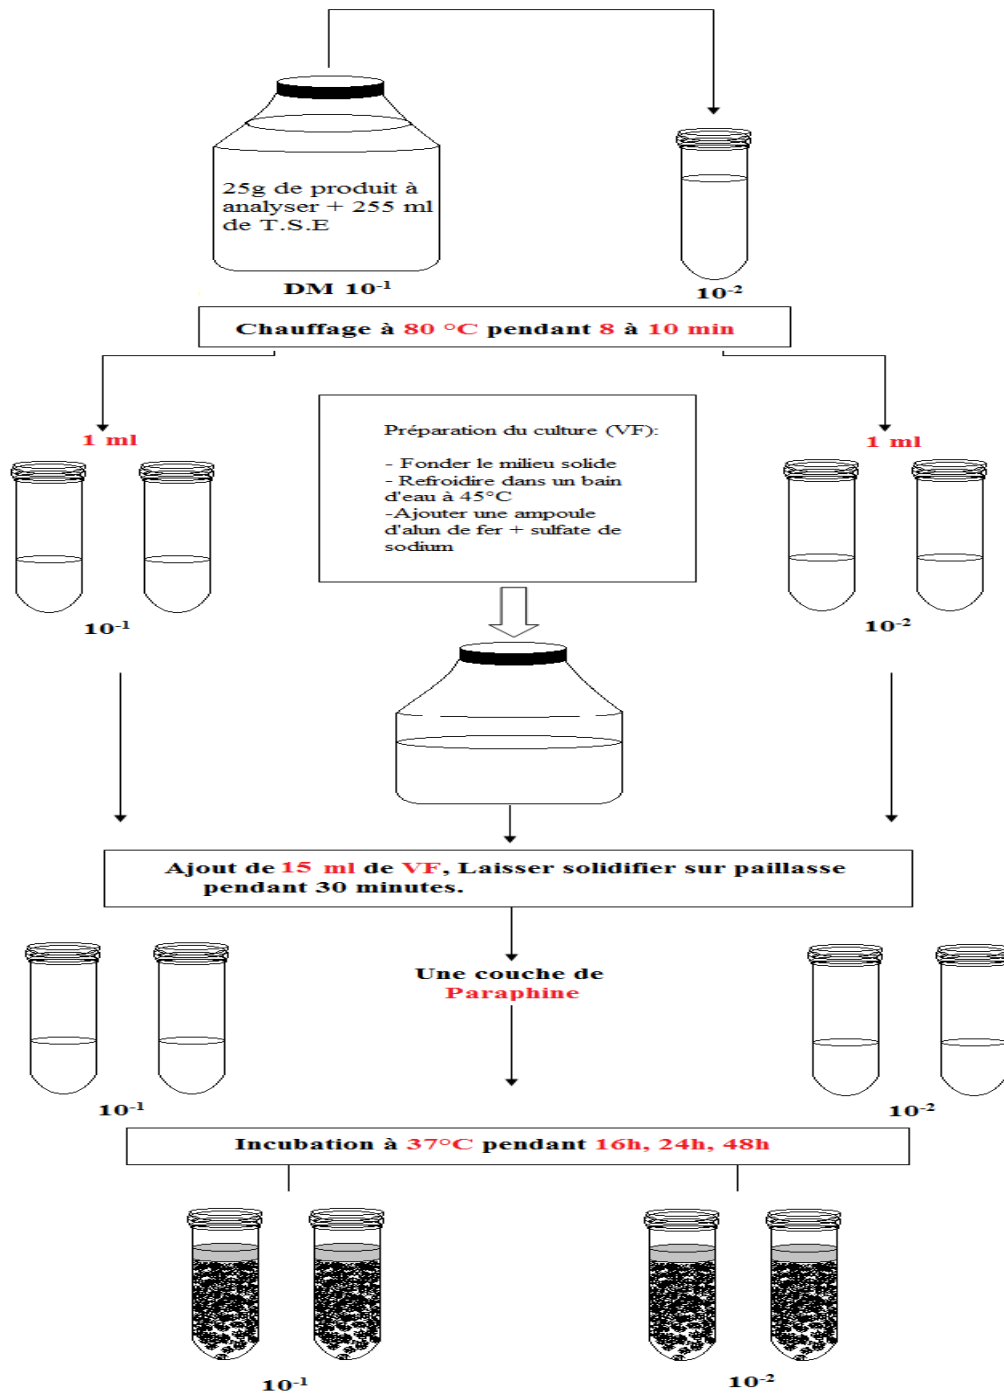 25g de produit à
analyser + 255 ml
de T.S.E
DM 10⁻¹
10⁻²
Chauffage à 80 °C pendant 8 à 10 min
1 ml
1 ml
Préparation du culture (VF):
- Fonder le milieu solide
- Refroidire dans un bain
d'eau à 45°C
-Ajouter une ampoule
d'alun de fer + sulfate de
sodium
10⁻¹
10⁻²
Ajout de 15 ml de VF, Laisser solidifier sur paillasse
pendant 30 minutes.
Une couche de
Paraphine
10⁻¹
10⁻²
Incubation à 37°C pendant 16h, 24h, 48h
10⁻¹
10⁻²